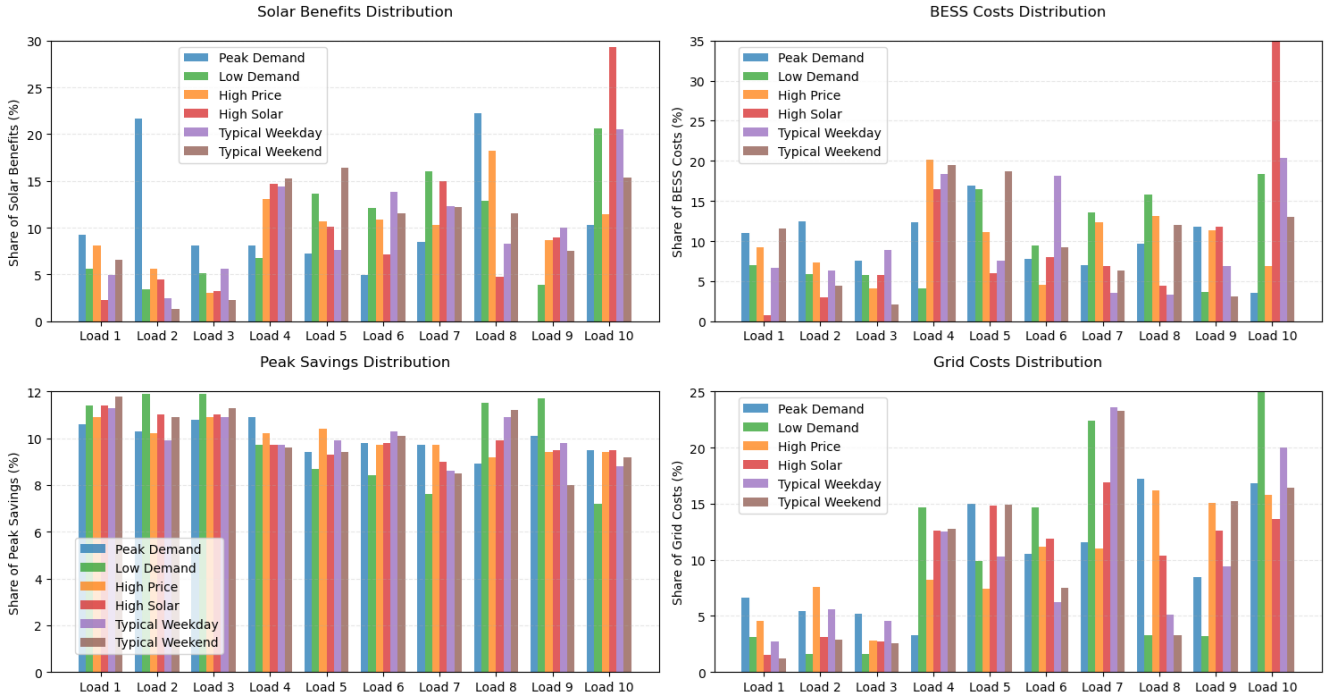 Solar Benefits Distribution
Share of Solar Benefits (%)
30
25
20
15
10
5
0
Peak Demand
Low Demand
High Price
High Solar
Typical Weekday
Typical Weekend
Load 1 Load 2 Load 3 Load 4 Load 5 Load 6 Load 7 Load 8 Load 9 Load 10
BESS Costs Distribution
Share of BESS Costs (%)
35
30
25
20
15
10
5
0
Peak Demand
Low Demand
High Price
High Solar
Typical Weekday
Typical Weekend
Load 1 Load 2 Load 3 Load 4 Load 5 Load 6 Load 7 Load 8 Load 9 Load 10
Peak Savings Distribution
Share of Peak Savings (%)
12
10
8
6
4
2
0
Peak Demand
Low Demand
High Price
High Solar
Typical Weekday
Typical Weekend
Load 1 Load 2 Load 3 Load 4 Load 5 Load 6 Load 7 Load 8 Load 9 Load 10
Grid Costs Distribution
Share of Grid Costs (%)
25
20
15
10
5
0
Peak Demand
Low Demand
High Price
High Solar
Typical Weekday
Typical Weekend
Load 1 Load 2 Load 3 Load 4 Load 5 Load 6 Load 7 Load 8 Load 9 Load 10